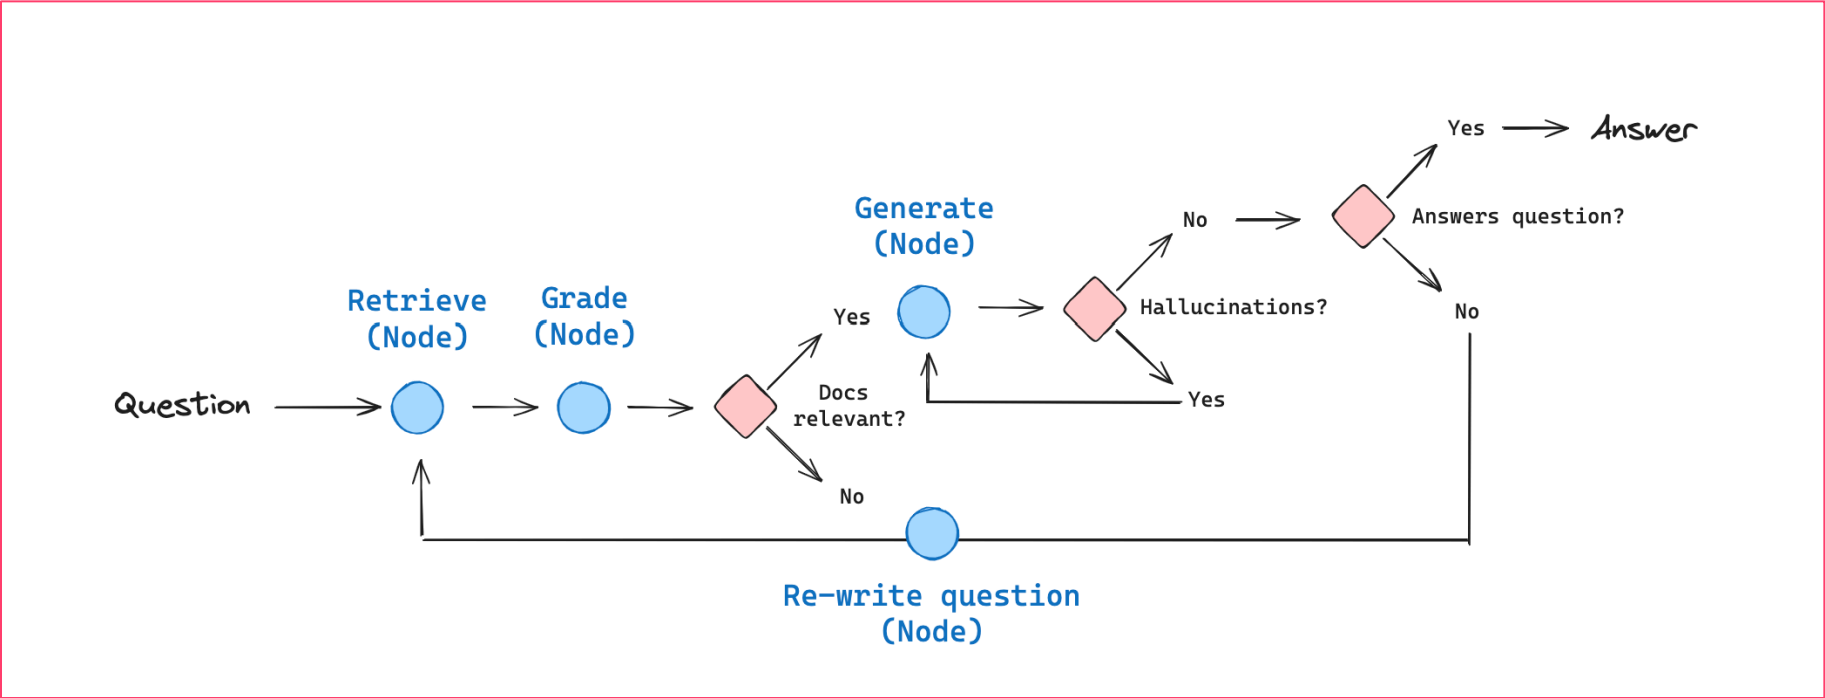 Question
Retrieve
(Node)
Grade
(Node)
Docs
relevant?
Yes
No
Generate
(Node)
Hallucinations?
No
Yes
Answers question?
Yes
Answer
No
Re-write question
(Node)